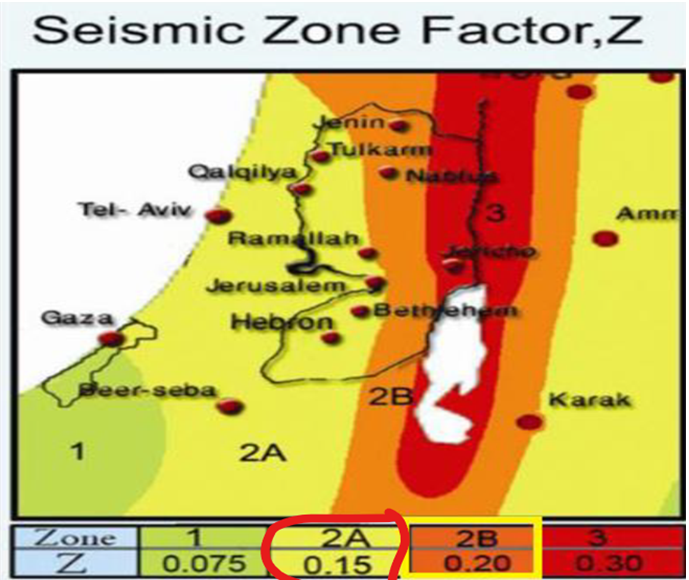 Seismic Zone Factor,Z
Jenin
Tulkarm
Qalqilya
Nablus
Tel- Aviv
3
Amm
Ramallah
Jericho
Jerusalem
Gaza
Hebron
Bethlehem
Beer-seba
2B
Karak
1
2A
Zone 1 2A 2B 3
Z 0.075 0.15 0.20 0.30